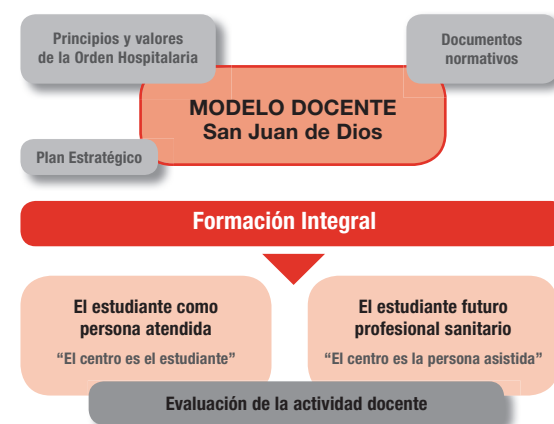 Principios y valores
de la Orden Hospitalaria
Documentos
normativos
MODELO DOCENTE
San Juan de Dios
Plan Estratégico
Formación Integral
El estudiante como
persona atendida
“El centro es el estudiante”
El estudiante futuro
profesional sanitario
“El centro es la persona asistida”
Evaluación de la actividad docente